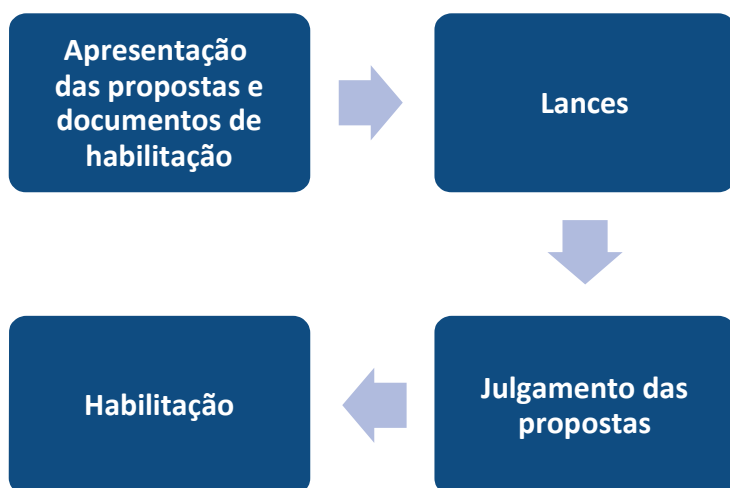 Apresentação
das propostas e
documentos de
habilitação
Lances
Julgamento das
propostas
Habilitação